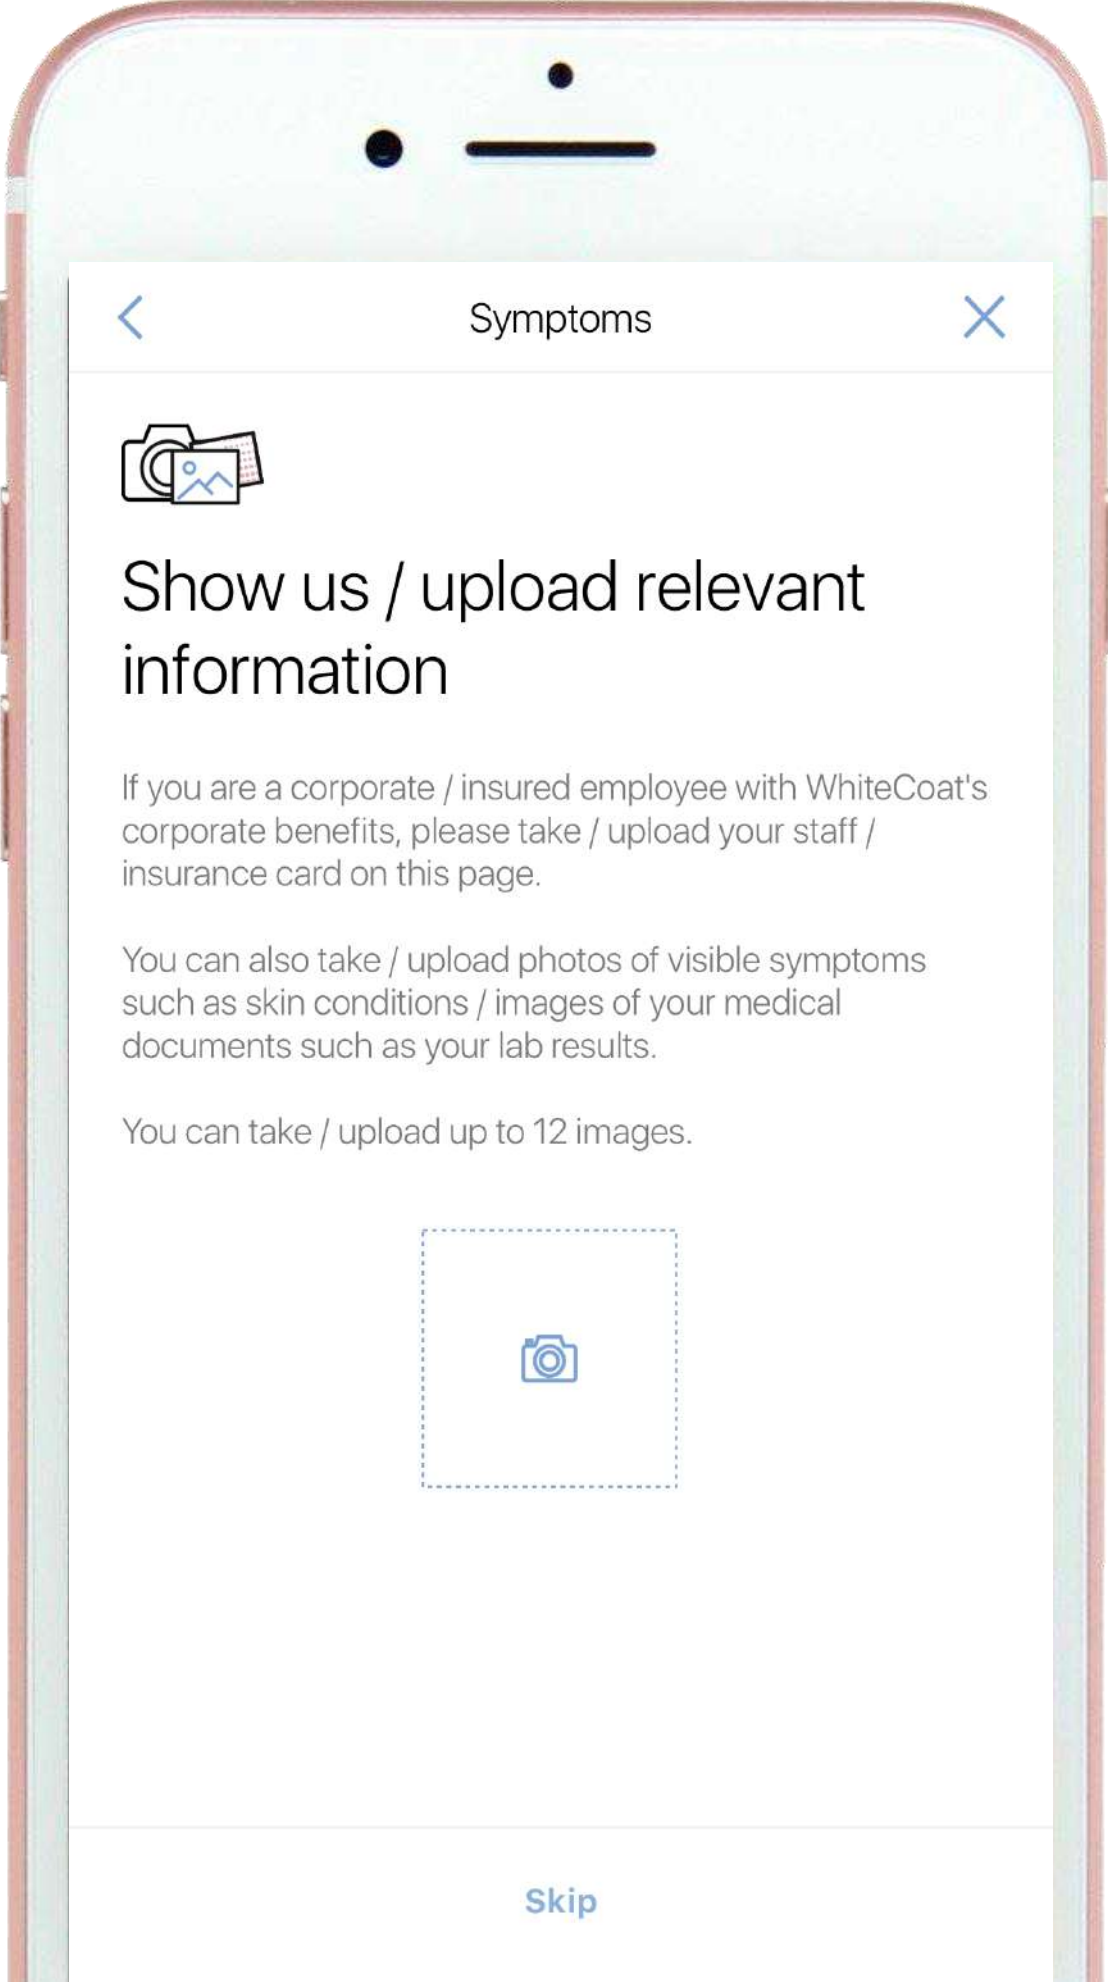 Symptoms
Show us / upload relevant
information
If you are a corporate / insured employee with WhiteCoat's
corporate benefits, please take / upload your staff /
insurance card on this page.
You can also take / upload photos of visible symptoms
such as skin conditions / images of your medical
documents such as your lab results.
You can take / upload up to 12 images.
Skip